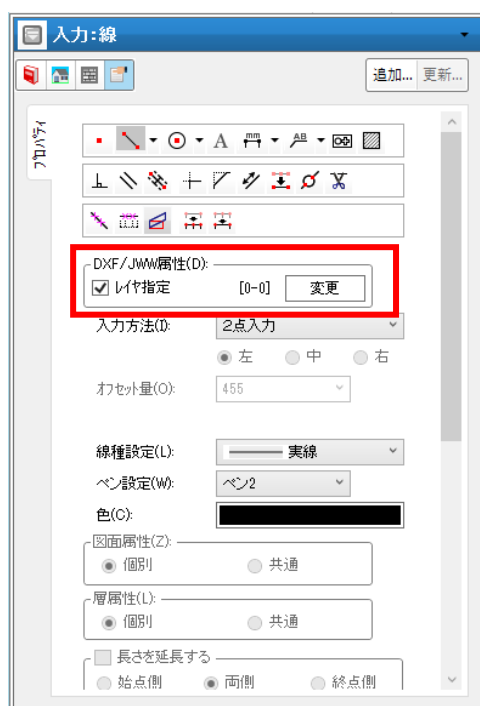 入力:線
追加... 更新...
プロパティ
A mm AB
DXF/JWW属性(D):
レイヤ指定 [0-0] 変更
入力方法(I): 2点入力
左 中 右
オフセット量(O): 455
線種設定(L): 実線
ペン設定(W): ペン2
色(C):
図面属性(Z):
個別 共通
層属性(L):
個別 共通
長さを延長する
始点側 両側 終点側